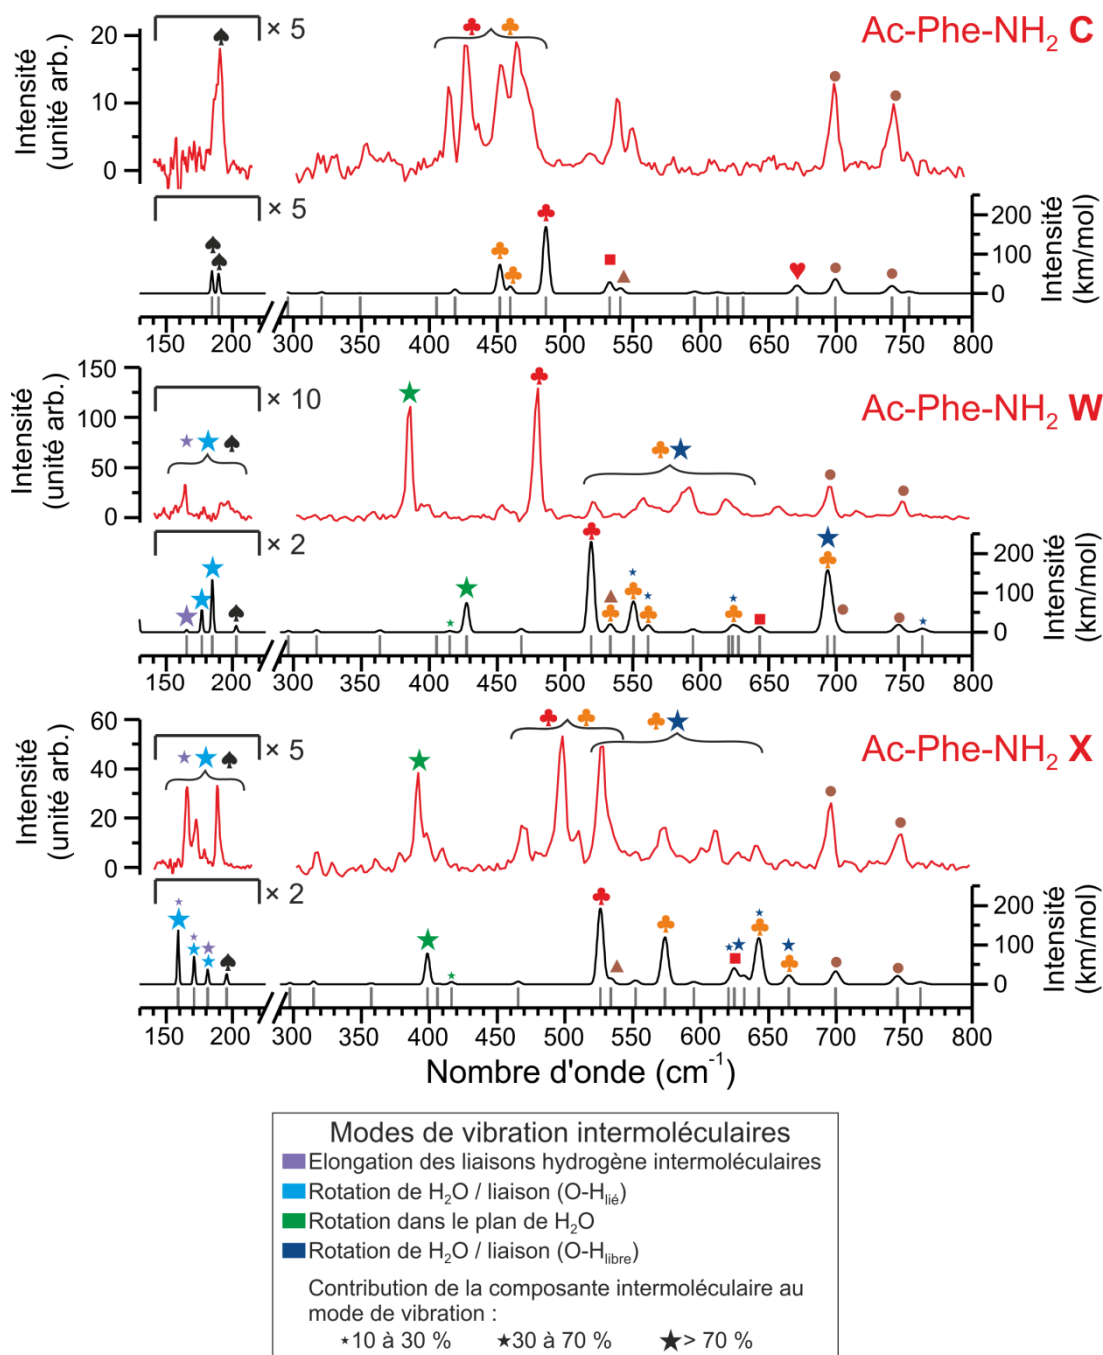 Ac-Phe-NH2 C
Intensité
(unité arb.)
20
10
0
× 5
× 5
Intensité
(km/mol)
200
100
0
150 200 300 350 400 450 500 550 600 650 700 750 800
Ac-Phe-NH2 W
Intensité
(unité arb.)
150
100
50
0
× 10
× 2
Intensité
(km/mol)
200
100
0
150 200 300 350 400 450 500 550 600 650 700 750 800
Ac-Phe-NH2 X
Intensité
(unité arb.)
60
40
20
0
× 5
× 2
Intensité
(km/mol)
200
100
0
150 200 300 350 400 450 500 550 600 650 700 750 800
Nombre d'onde (cm-1)
Modes de vibration intermoléculaires
Elongation des liaisons hydrogène intermoléculaires
Rotation de H2O / liaison (O-Hlié)
Rotation dans le plan de H2O
Rotation de H2O / liaison (O-Hlibre)
Contribution de la composante intermoléculaire au
mode de vibration :
★10 à 30 % ★30 à 70 % ★> 70 %